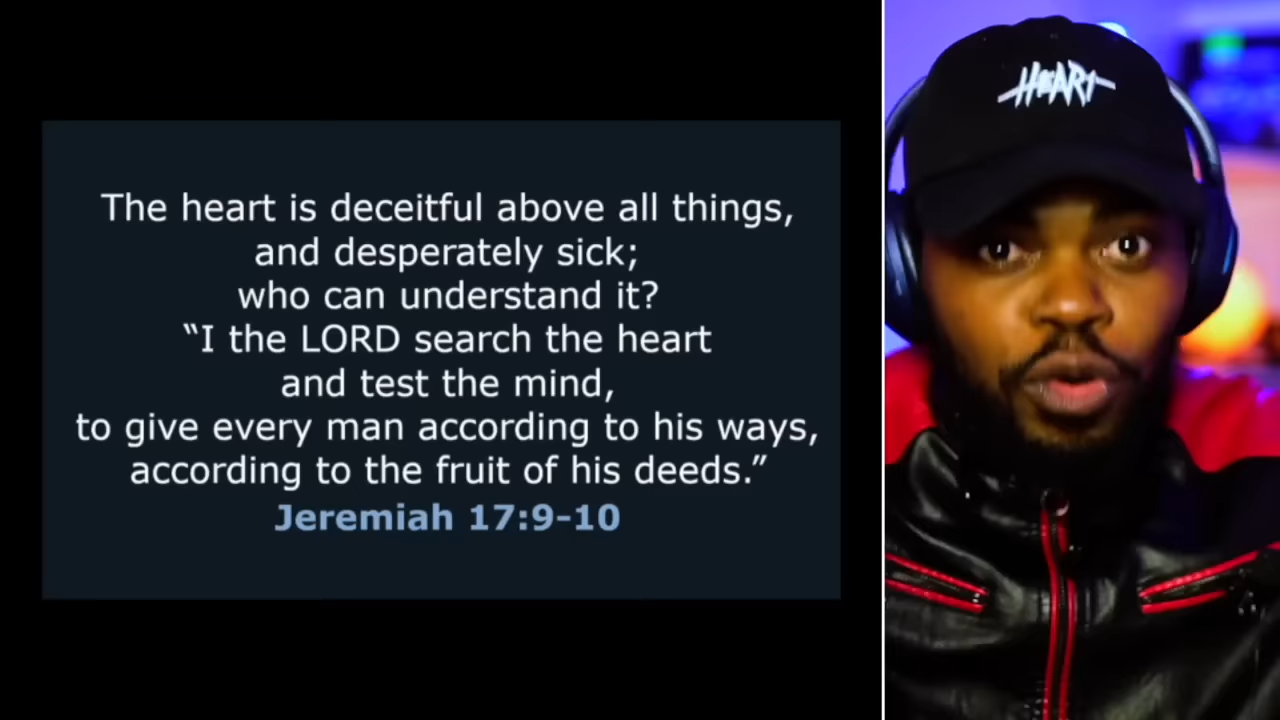 The heart is deceitful above all things,
and desperately sick;
who can understand it?
“I the LORD search the heart
and test the mind,
to give every man according to his ways,
according to the fruit of his deeds.”
Jeremiah 17:9-10
HEART